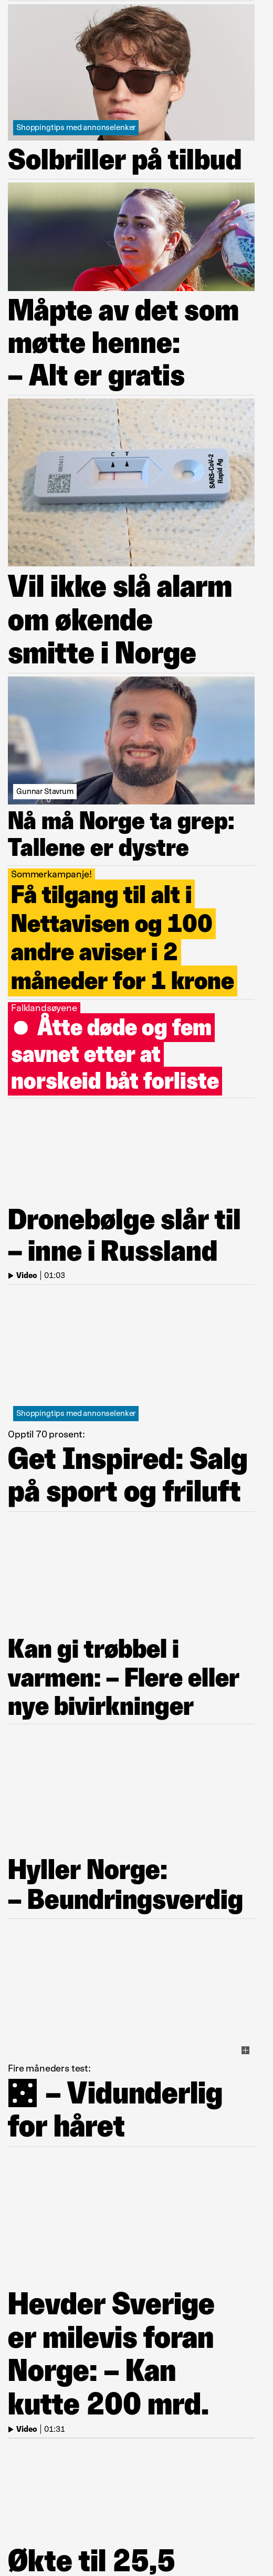 Shoppingtips med annonselenker
Solbriller på tilbud
Måpte av det som
møtte henne:
– Alt er gratis
C T
SARS-CoV-2
Rapid Ag
Vil ikke slå alarm
om økende
smitte i Norge
Gunnar Stavrum
Nå må Norge ta grep:
Tallene er dystre
Sommerkampanje!
Få tilgang til alt i
Nettavisen og 100
andre aviser i 2
måneder for 1 krone
Falklandsøyene
Åtte døde og fem
savnet etter at
norskeid båt forliste
Dronebølge slår til
– inne i Russland
Video | 01:03
Shoppingtips med annonselenker
Opptil 70 prosent:
Get Inspired: Salg
på sport og friluft
Kan gi trøbbel i
varmen: – Flere eller
nye bivirkninger
Hyller Norge:
– Beundringsverdig
Fire måneders test:
– Vidunderlig
for håret
Hevder Sverige
er milevis foran
Norge: – Kan
kutte 200 mrd.
Video | 01:31
Økte til 25,5